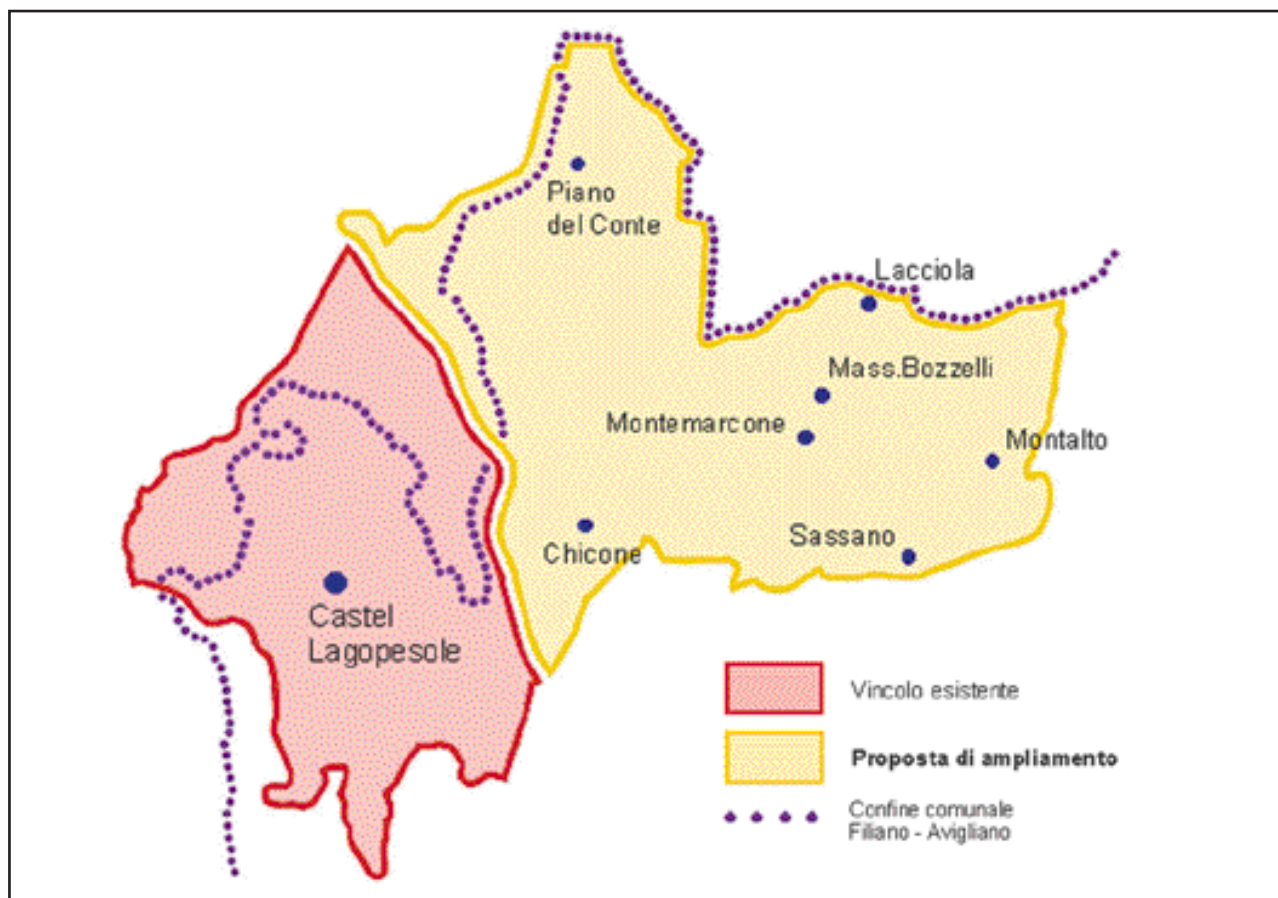 Piano
del Conte
Lacciola
Mass.Bozzelli
Montemarcone
Montalto
Chicone
Sassano
Castel
Lagopesole
Vincolo esistente
Proposta di ampliamento
Confine comunale
Filiano - Avigliano